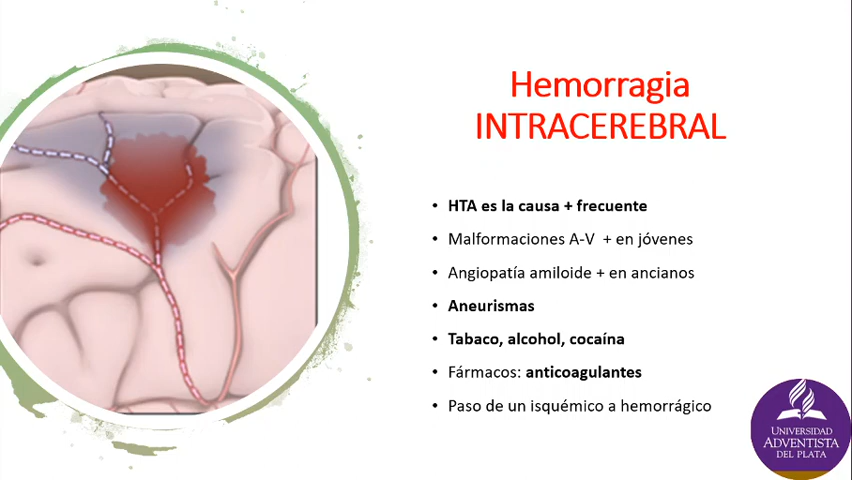 Hemorragia
INTRACEREBRAL
• HTA es la causa + frecuente
• Malformaciones A-V + en jóvenes
• Angiopatía amiloide + en ancianos
• Aneurismas
• Tabaco, alcohol, cocaína
• Fármacos: anticoagulantes
• Paso de un isquémico a hemorrágico
UNIVERSIDAD
ADVENTISTA
DEL PLATA